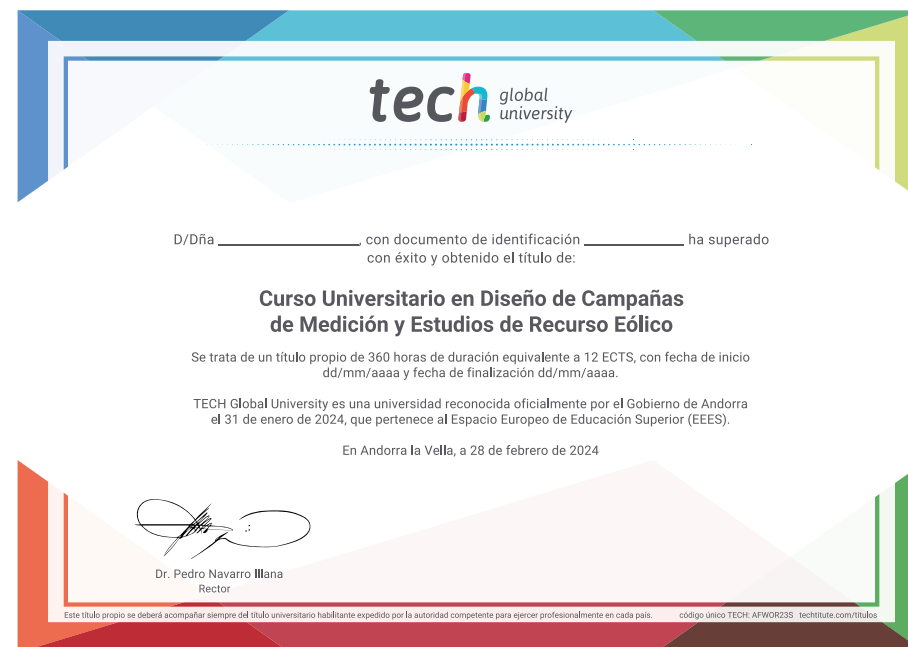 tech global university
D/Dña ____________________, con documento de identificación ______________ ha superado
con éxito y obtenido el título de:
Curso Universitario en Diseño de Campañas
de Medición y Estudios de Recurso Eólico
Se trata de un título propio de 360 horas de duración equivalente a 12 ECTS, con fecha de inicio
dd/mm/aaaa y fecha de finalización dd/mm/aaaa.
TECH Global University es una universidad reconocida oficialmente por el Gobierno de Andorra
el 31 de enero de 2024, que pertenece al Espacio Europeo de Educación Superior (EEES).
En Andorra la Vella, a 28 de febrero de 2024
Dr. Pedro Navarro Illana
Rector
Este título propio se deberá acompañar siempre del título universitario habilitante expedido por la autoridad competente para ejercer profesionalmente en cada país. código único TECH: AFWOR23S techtitute.com/titulos